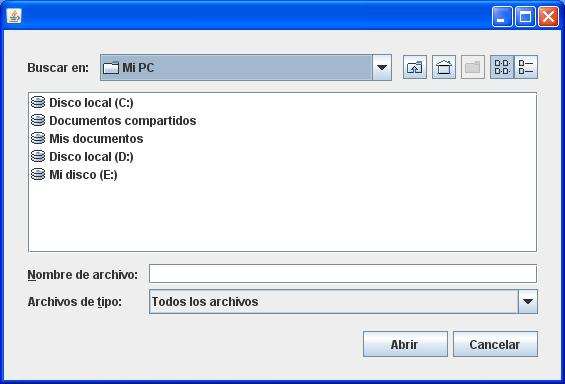 Buscar en: Mi PC
Disco local (C:)
Documentos compartidos
Mis documentos
Disco local (D:)
Mi disco (E:)
Nombre de archivo:
Archivos de tipo: Todos los archivos
Abrir Cancelar